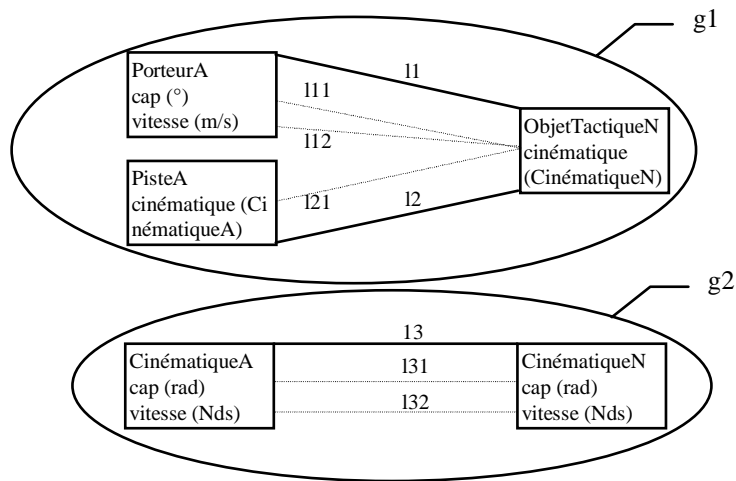 g1
PorteurA
cap (°)
vitesse (m/s)
l1
l11
l12
ObjetTactiqueN
cinématique
(CinématiqueN)
PisteA
cinématique (Ci
nématiqueA)
l21
l2
g2
l3
CinématiqueA
cap (rad)
vitesse (Nds)
l31
l32
CinématiqueN
cap (rad)
vitesse (Nds)